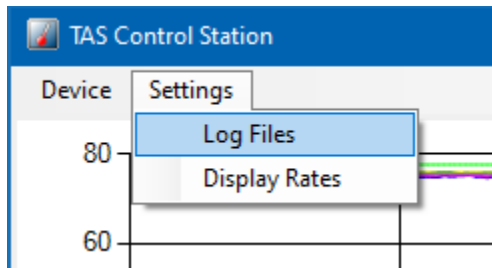 TAS Control Station
Device Settings
Log Files
Display Rates
80
60